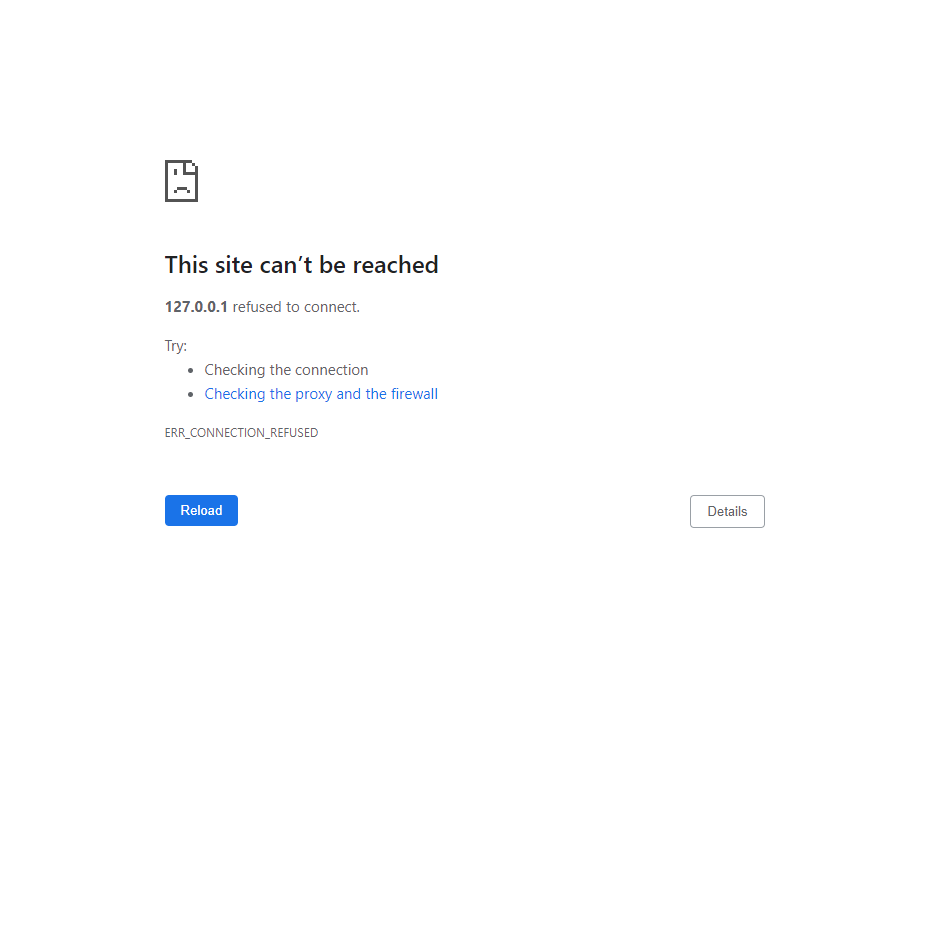 This site can’t be reached
127.0.0.1 refused to connect.
Try:
• Checking the connection
• Checking the proxy and the firewall
ERR_CONNECTION_REFUSED
Reload
Details